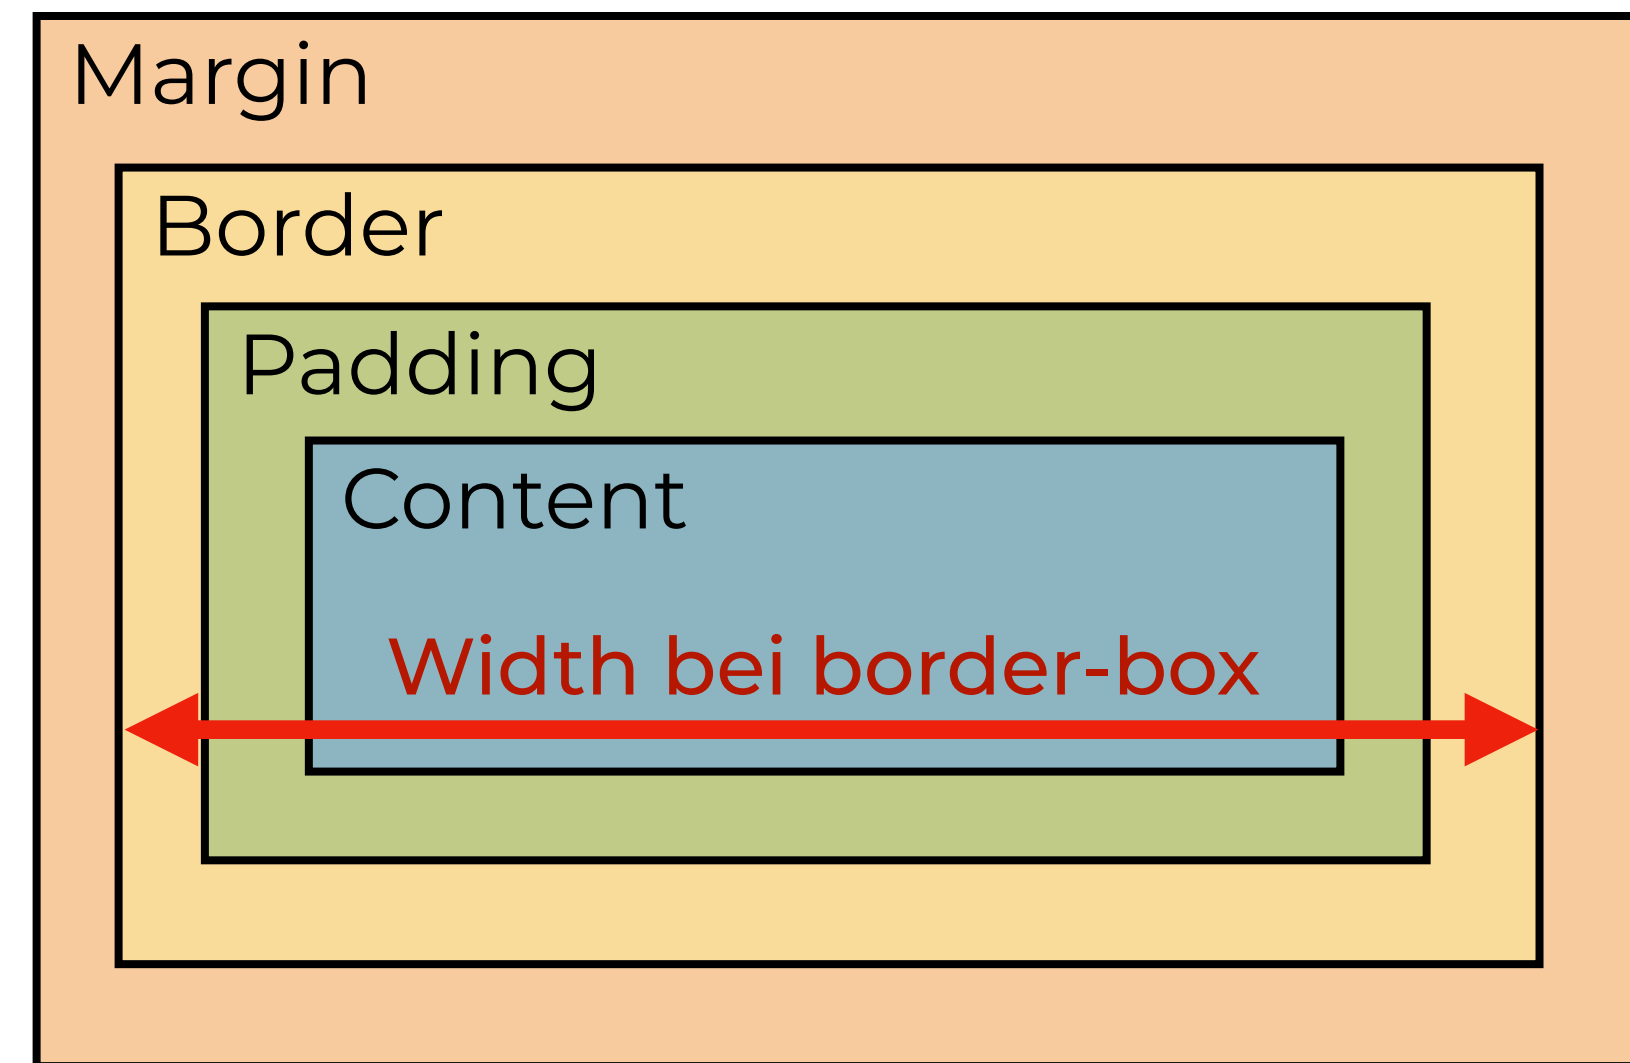 Margin
Border
Padding
Content
Width bei border-box